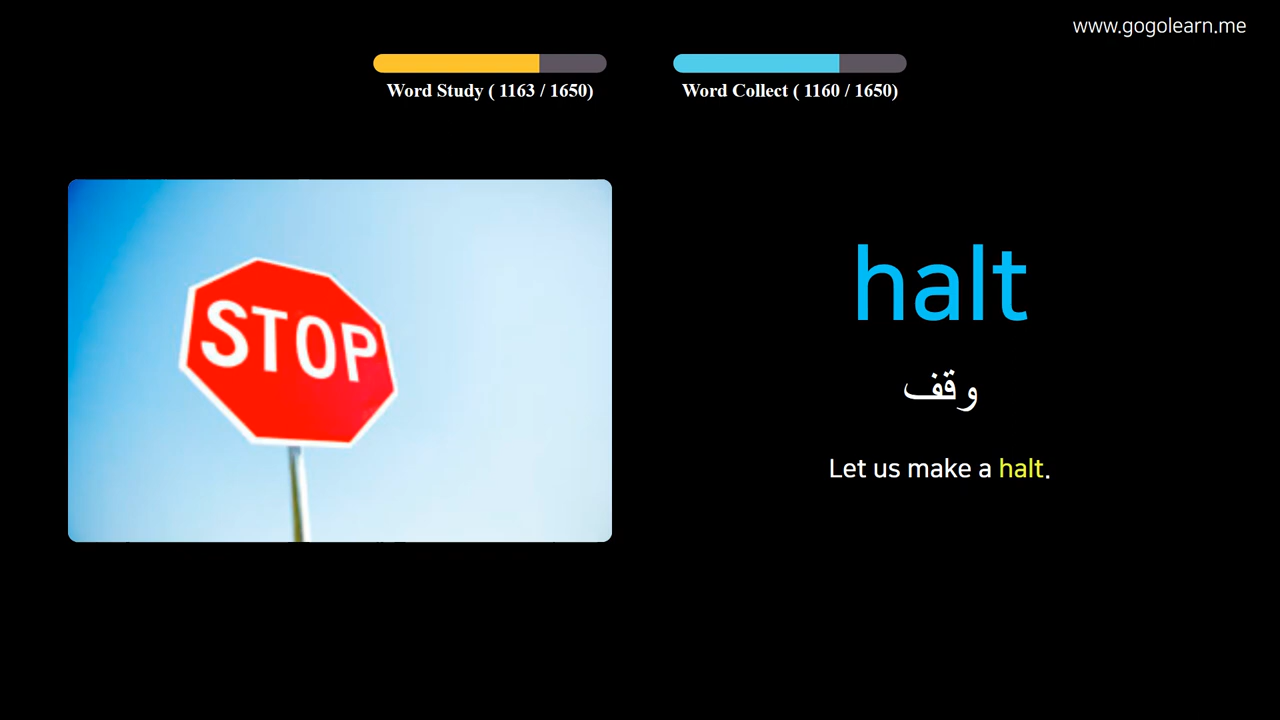 www.gogolearn.me
Word Study ( 1163 / 1650)
Word Collect ( 1160 / 1650)
STOP
halt
وقف
Let us make a halt.